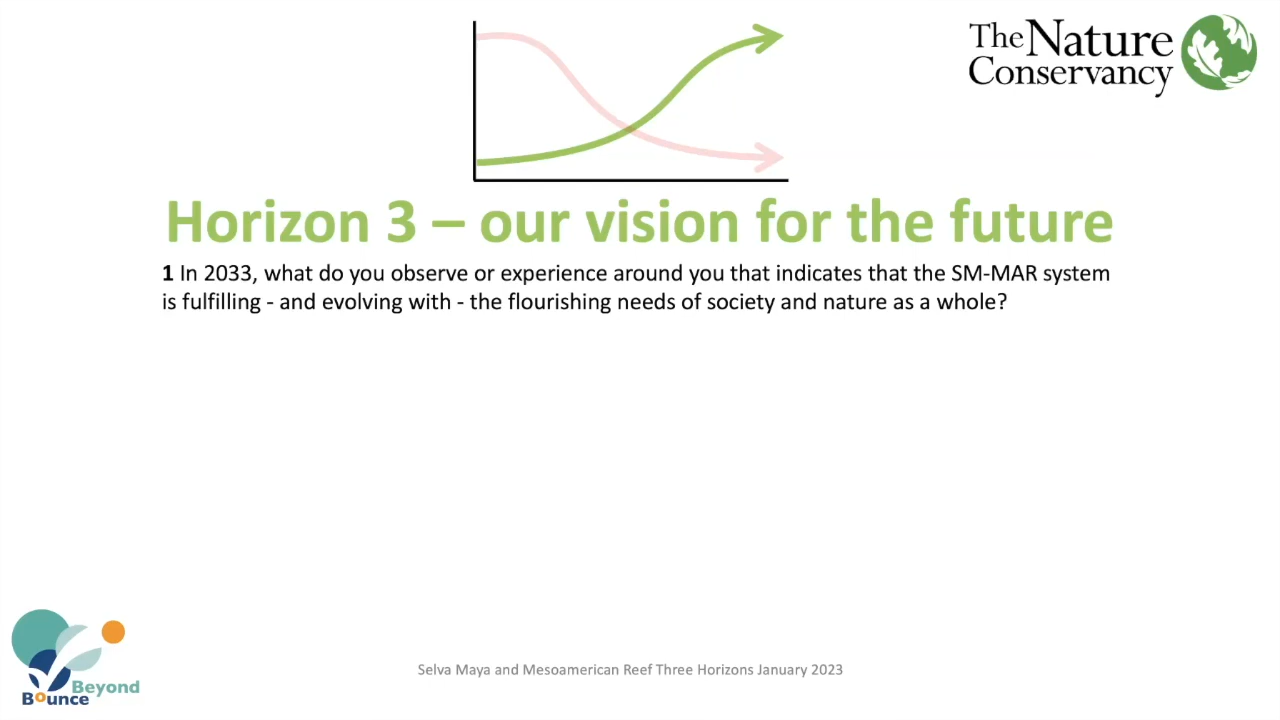 The Nature
Conservancy
Horizon 3 – our vision for the future
1 In 2033, what do you observe or experience around you that indicates that the SM-MAR system
is fulfilling - and evolving with - the flourishing needs of society and nature as a whole?
Selva Maya and Mesoamerican Reef Three Horizons January 2023
Beyond
Bounce